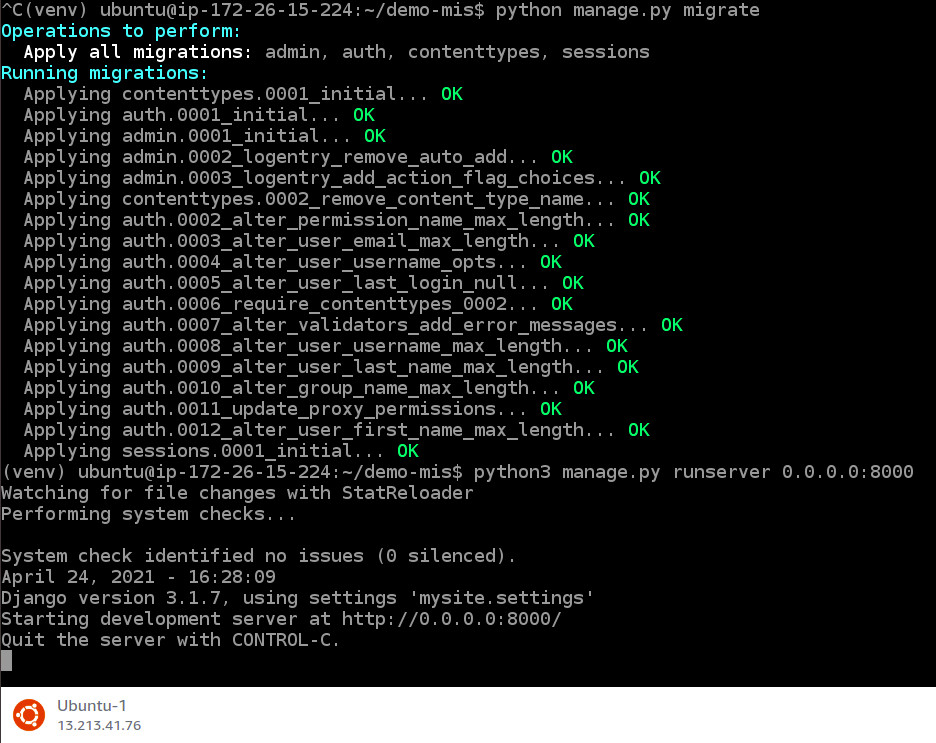 ^C(venv) ubuntu@ip-172-26-15-224:~/demo-mis$ python manage.py migrate
Operations to perform:
  Apply all migrations: admin, auth, contenttypes, sessions
Running migrations:
  Applying contenttypes.0001_initial... OK
  Applying auth.0001_initial... OK
  Applying admin.0001_initial... OK
  Applying admin.0002_logentry_remove_auto_add... OK
  Applying admin.0003_logentry_add_action_flag_choices... OK
  Applying contenttypes.0002_remove_content_type_name... OK
  Applying auth.0002_alter_permission_name_max_length... OK
  Applying auth.0003_alter_user_email_max_length... OK
  Applying auth.0004_alter_user_username_opts... OK
  Applying auth.0005_alter_user_last_login_null... OK
  Applying auth.0006_require_contenttypes_0002... OK
  Applying auth.0007_alter_validators_add_error_messages... OK
  Applying auth.0008_alter_user_username_max_length... OK
  Applying auth.0009_alter_user_last_name_max_length... OK
  Applying auth.0010_alter_group_name_max_length... OK
  Applying auth.0011_update_proxy_permissions... OK
  Applying auth.0012_alter_user_first_name_max_length... OK
  Applying sessions.0001_initial... OK
(venv) ubuntu@ip-172-26-15-224:~/demo-mis$ python3 manage.py runserver 0.0.0.0:8000
Watching for file changes with StatReloader
Performing system checks...

System check identified no issues (0 silenced).
April 24, 2021 - 16:28:09
Django version 3.1.7, using settings 'mysite.settings'
Starting development server at http://0.0.0.0:8000/
Quit the server with CONTROL-C.
Ubuntu-1
13.213.41.76